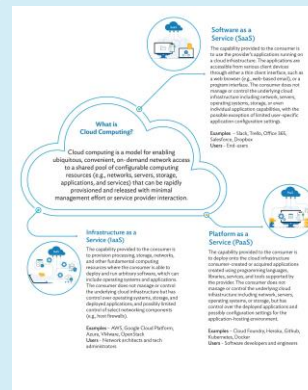 Software as a
Service (SaaS)
The capability provided to the consumer is
to use the provider's applications running on
a cloud infrastructure. The applications are
accessible from various client devices
through either a thin client interface, such as
a web browser (e.g., web-based email), or a
program interface. The consumer does not
manage or control the underlying cloud
infrastructure including network, servers,
operating systems, storage, or even
individual application capabilities, with the
possible exception of limited user-specific
application configuration settings.
Examples - Slack, Trello, Office 365,
Salesforce, Dropbox
Users - End-users
What is
Cloud Computing?
Cloud computing is a model for enabling
ubiquitous, convenient, on-demand network access
to a shared pool of configurable computing
resources (e.g., networks, servers, storage,
applications, and services) that can be rapidly
provisioned and released with minimal
management effort or service provider interaction.
Infrastructure as a
Service (IaaS)
The capability provided to the consumer is
to provision processing, storage, networks,
and other fundamental computing
resources where the consumer is able to
deploy and run arbitrary software, which can
include operating systems and applications.
The consumer does not manage or control
the underlying cloud infrastructure but has
control over operating systems, storage, and
deployed applications; and possibly limited
control of select networking components
(e.g., host firewalls).
Examples - AWS, Google Cloud Platform,
Azure, VMware, OpenStack
Users - Network architects and tech
administrators
Platform as a
Service (PaaS)
The capability provided to the consumer is
to deploy onto the cloud infrastructure
consumer-created or acquired applications
created using programming languages,
libraries, services, and tools supported by
the provider. The consumer does not
manage or control the underlying cloud
infrastructure including network, servers,
operating systems, or storage, but has
control over the deployed applications and
possibly configuration settings for the
application-hosting environment.
Examples - Cloud Foundry, Heroku, Github,
Kubernetes, Docker
Users - Software developers and engineers